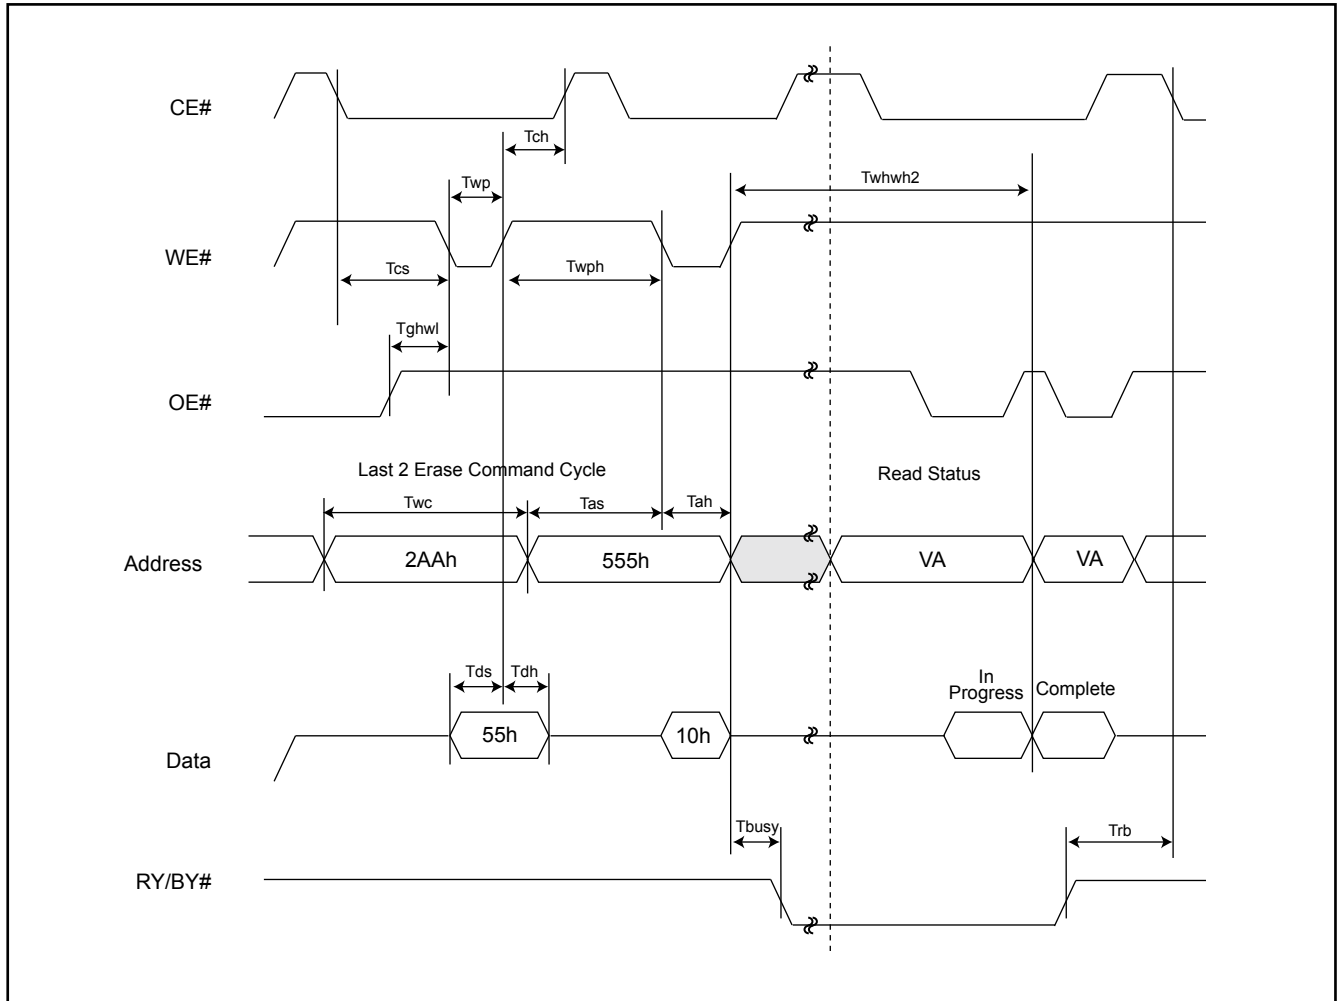 CE#
Tch
Twp
Twhwh2
WE#
Tcs
Twph
Tghwl
OE#
Last 2 Erase Command Cycle
Read Status
Twc
Tas
Tah
Address
2AAh
555h
VA
VA
Tds
Tdh
In
Progress
Complete
55h
10h
Data
Tbusy
Trb
RY/BY#